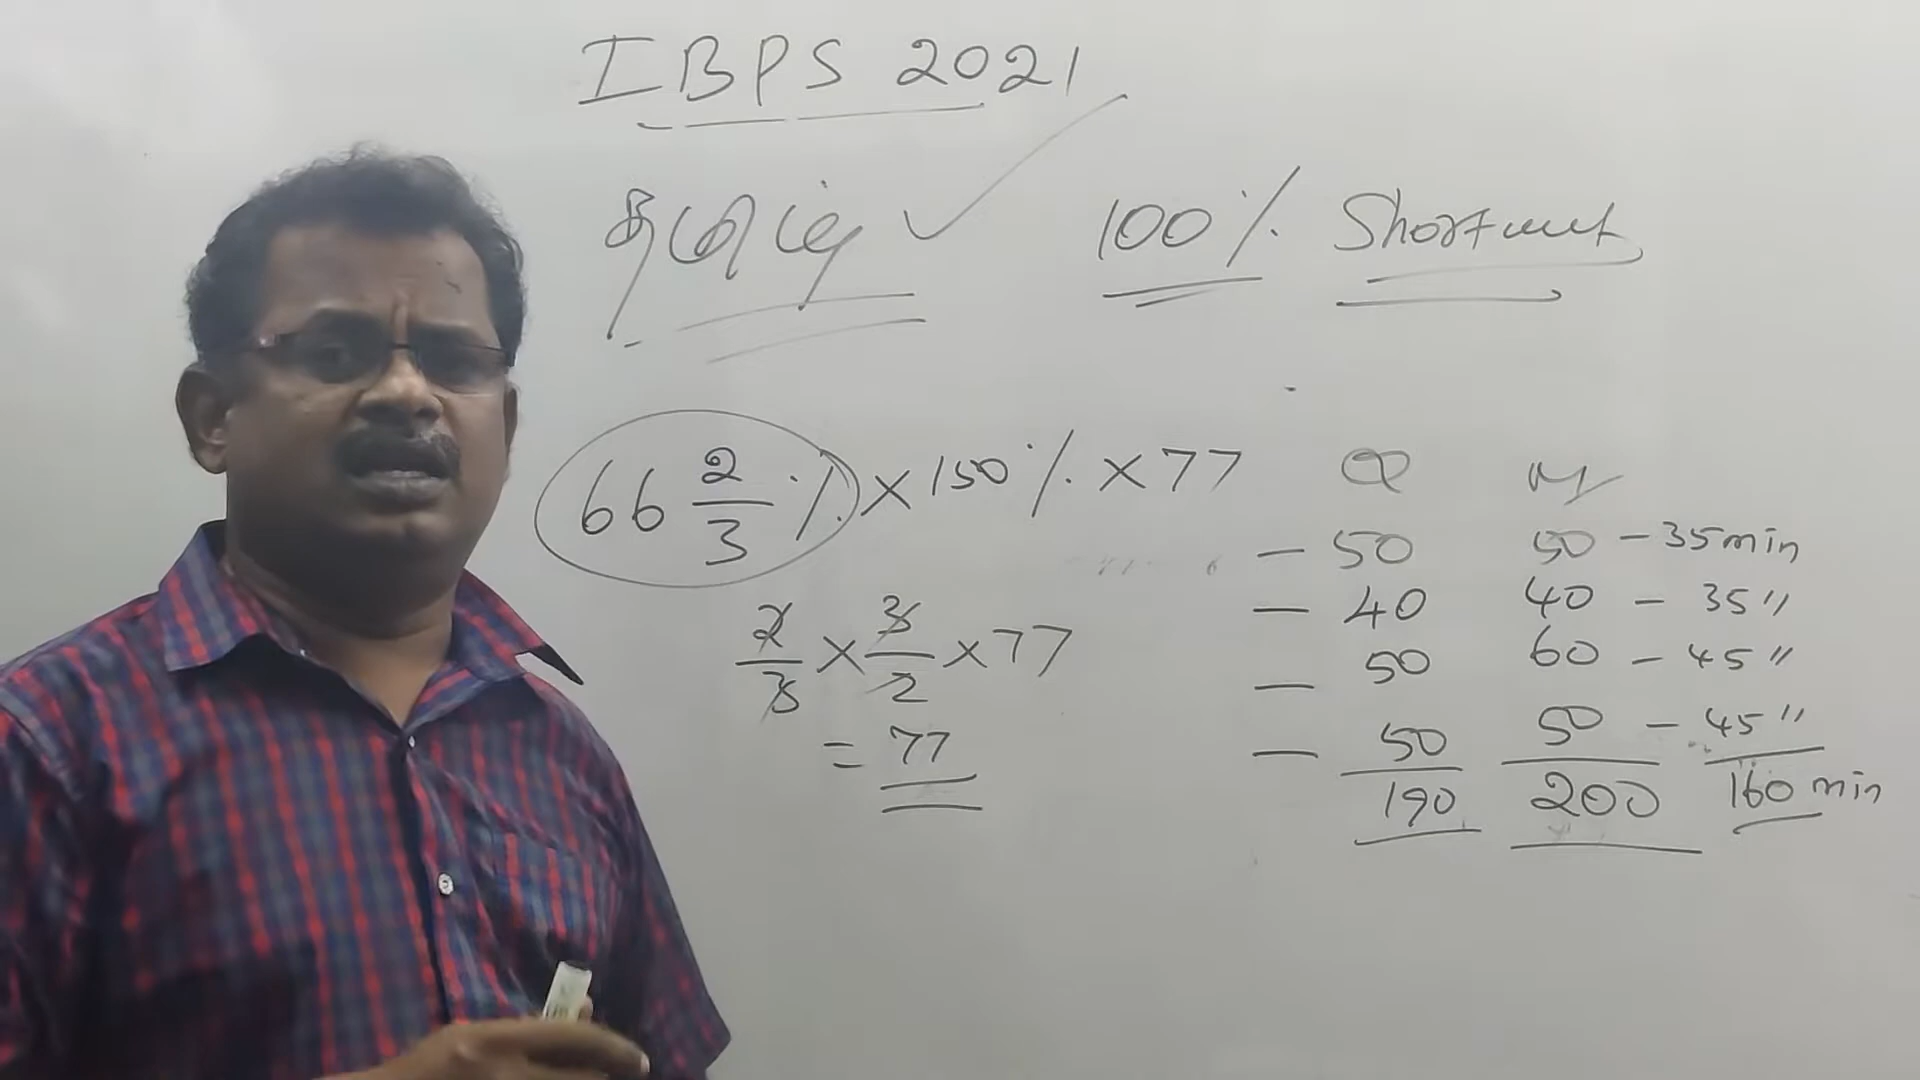 IBPS 2021
தமிழ் 100% Shortcut
66 2/3 % × 150% × 77
2/3 × 3/2 × 77
= 77
Q M
– 50 50 – 35 min
– 40 40 – 35 "
– 50 60 – 45 "
– 50 50 – 45 "
190 200 160 min